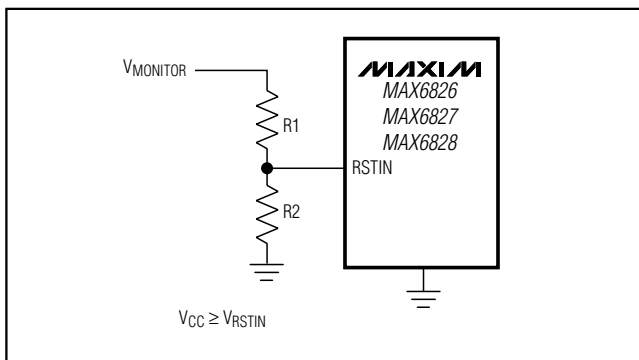 VMONITOR
R1
R2
MAXIM
MAX6826
MAX6827
MAX6828
RSTIN
VCC ≥ VRSTIN